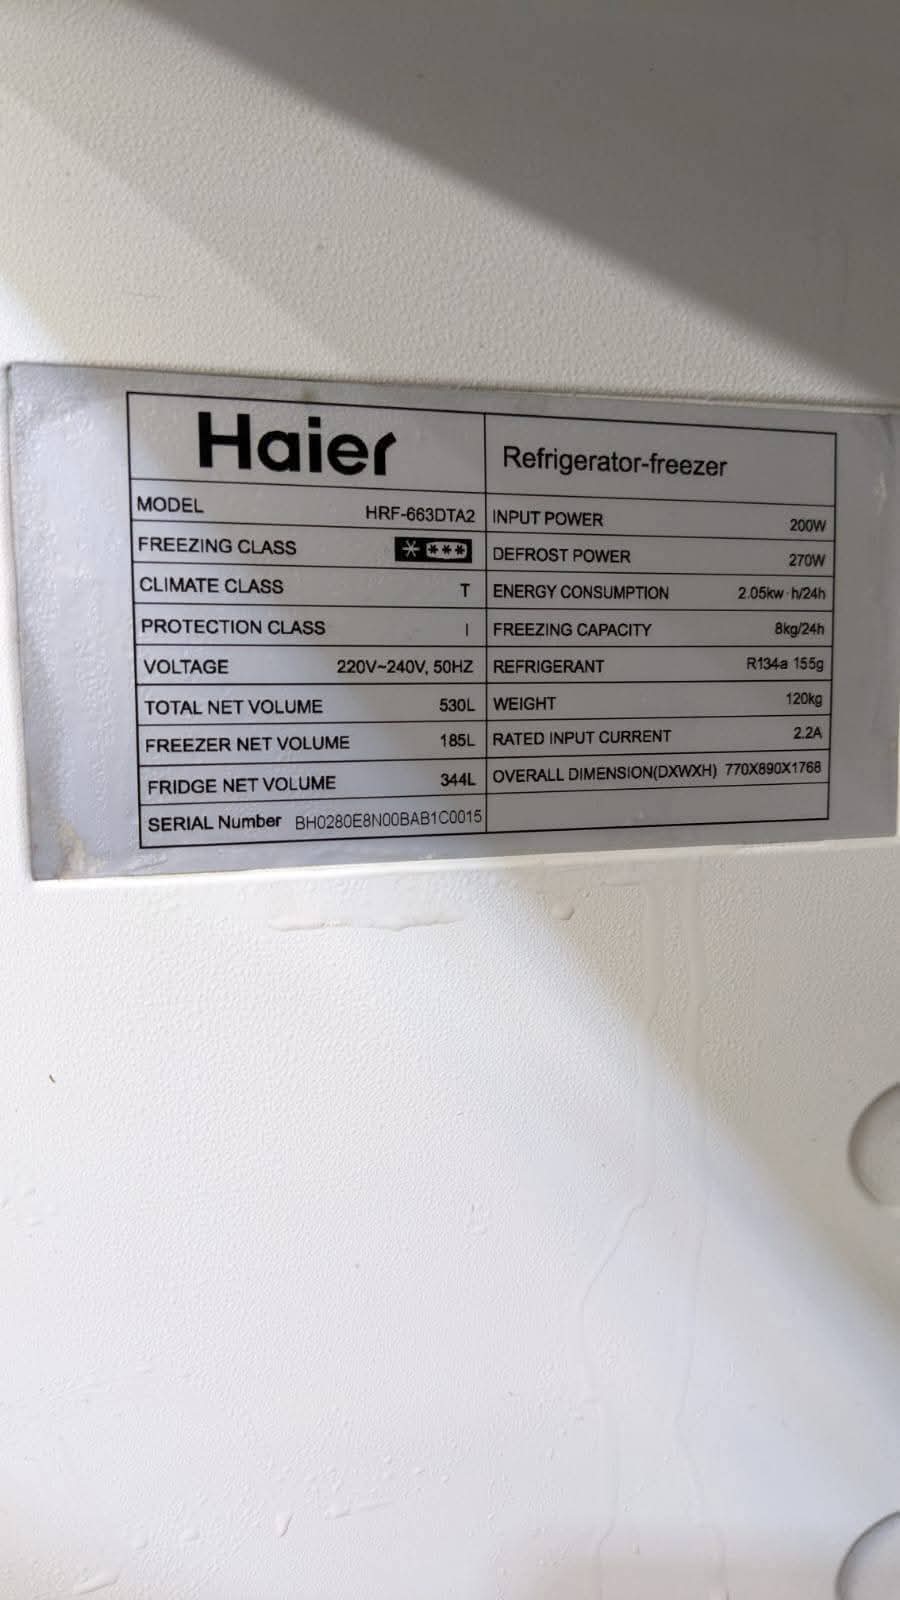 Haier
Refrigerator-freezer
MODEL HRF-663DTA2
INPUT POWER 200W
FREEZING CLASS
DEFROST POWER 270W
CLIMATE CLASS T
ENERGY CONSUMPTION 2.05kw·h/24h
PROTECTION CLASS I
FREEZING CAPACITY 8kg/24h
VOLTAGE 220V~240V, 50HZ
REFRIGERANT R134a 155g
TOTAL NET VOLUME 530L
WEIGHT 120kg
FREEZER NET VOLUME 185L
RATED INPUT CURRENT 2.2A
FRIDGE NET VOLUME 344L
OVERALL DIMENSION(DXWXH) 770X890X1768
SERIAL Number BH0280E8N00BAB1C0015